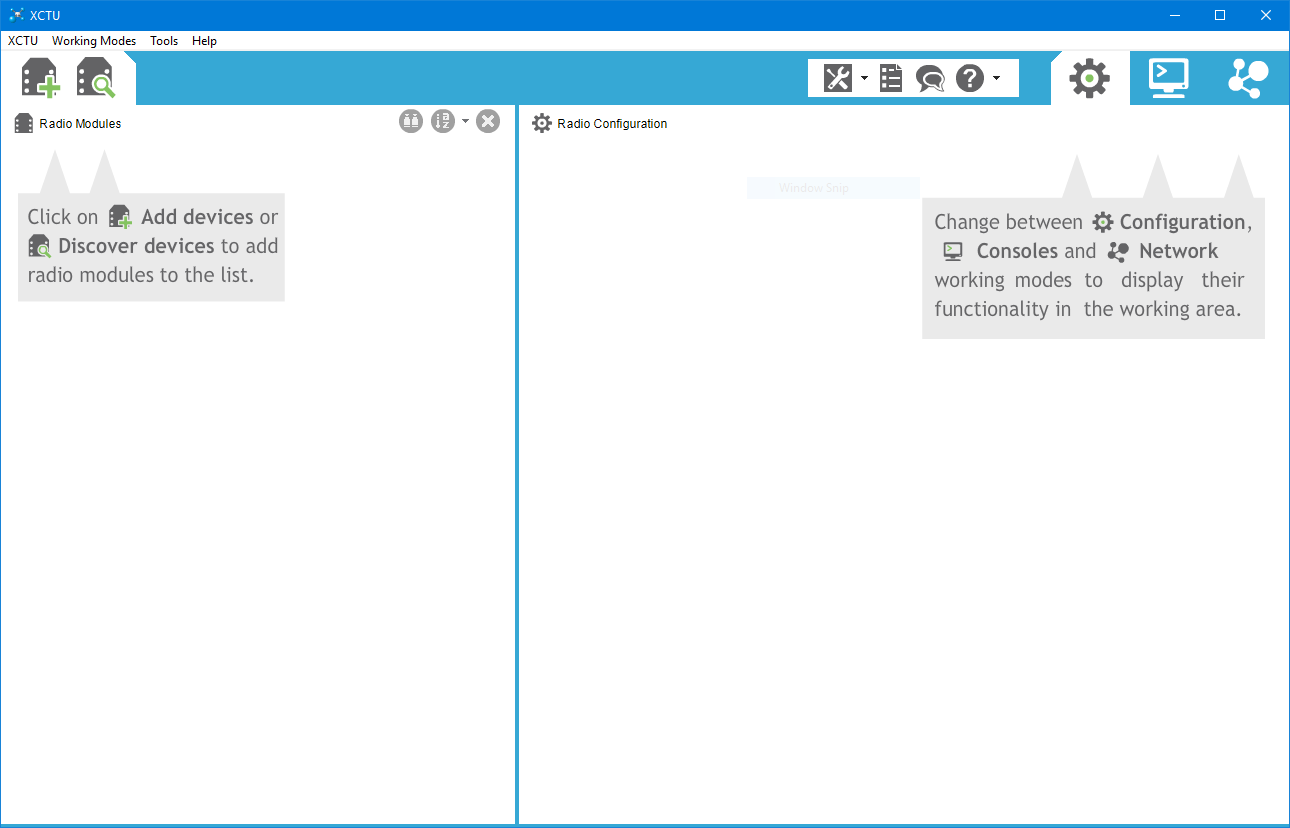 XCTU
XCTU Working Modes Tools Help
Radio Modules
Radio Configuration
Window Snip
Click on Add devices or
Discover devices to add
radio modules to the list.
Change between Configuration,
Consoles and Network
working modes to display their
functionality in the working area.